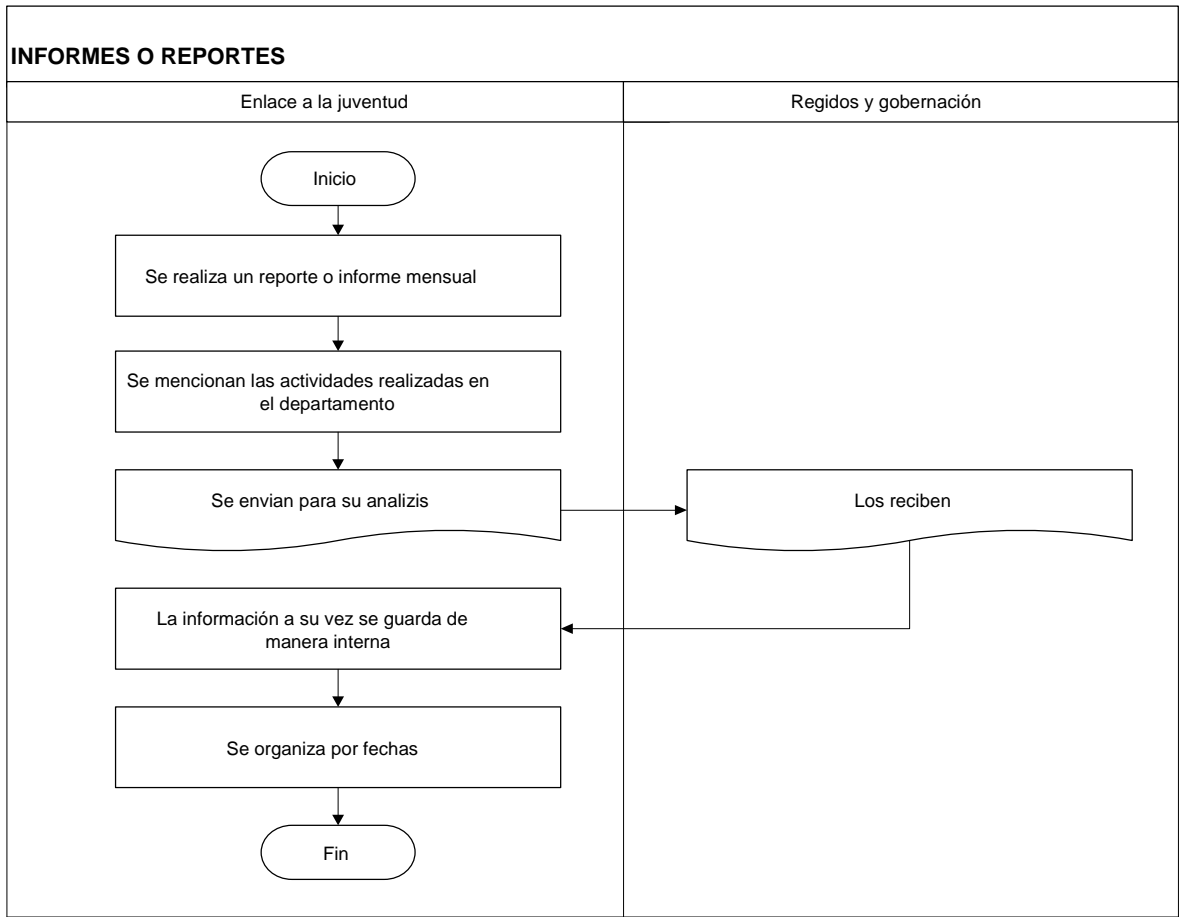 INFORMES O REPORTES
Enlace a la juventud
Regidos y gobernación
Inicio
Se realiza un reporte o informe mensual
Se mencionan las actividades realizadas en
el departamento
Se envian para su analizis
Los reciben
La información a su vez se guarda de
manera interna
Se organiza por fechas
Fin